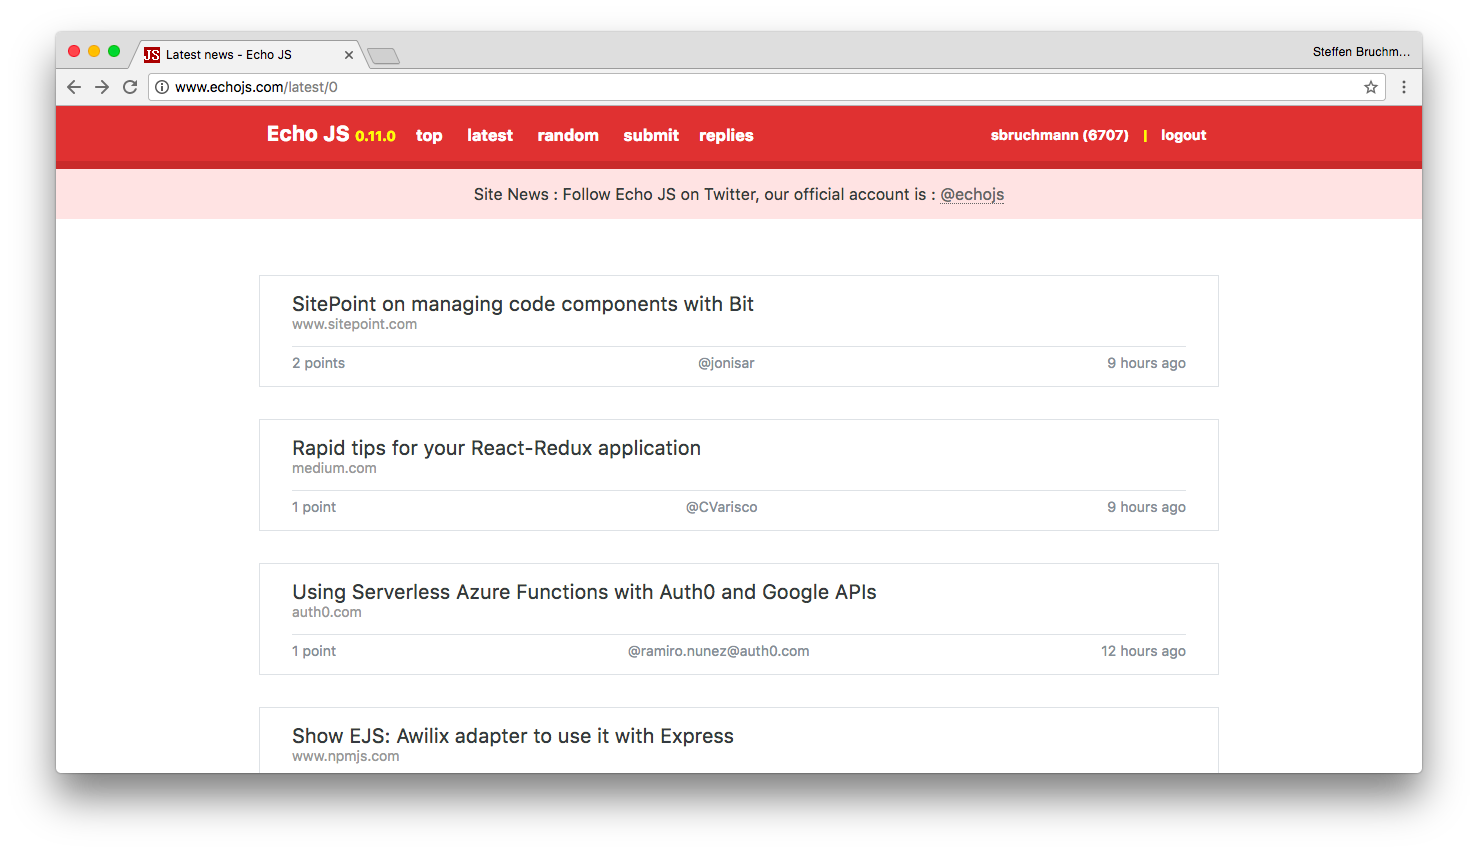 Latest news - Echo JS
Steffen Bruchm...
www.echojs.com/latest/0
Echo JS 0.11.0 top latest random submit replies sbruchmann (6707) | logout
Site News : Follow Echo JS on Twitter, our official account is : @echojs
SitePoint on managing code components with Bit
www.sitepoint.com
2 points @jonisar 9 hours ago
Rapid tips for your React-Redux application
medium.com
1 point @CVarisco 9 hours ago
Using Serverless Azure Functions with Auth0 and Google APIs
auth0.com
1 point @ramiro.nunez@auth0.com 12 hours ago
Show EJS: Awilix adapter to use it with Express
www.npmjs.com